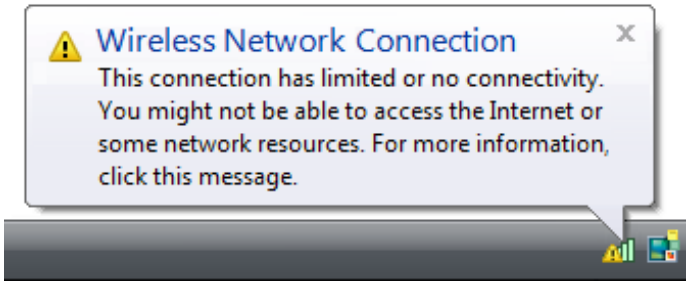 Wireless Network Connection
This connection has limited or no connectivity.
You might not be able to access the Internet or
some network resources. For more information,
click this message.